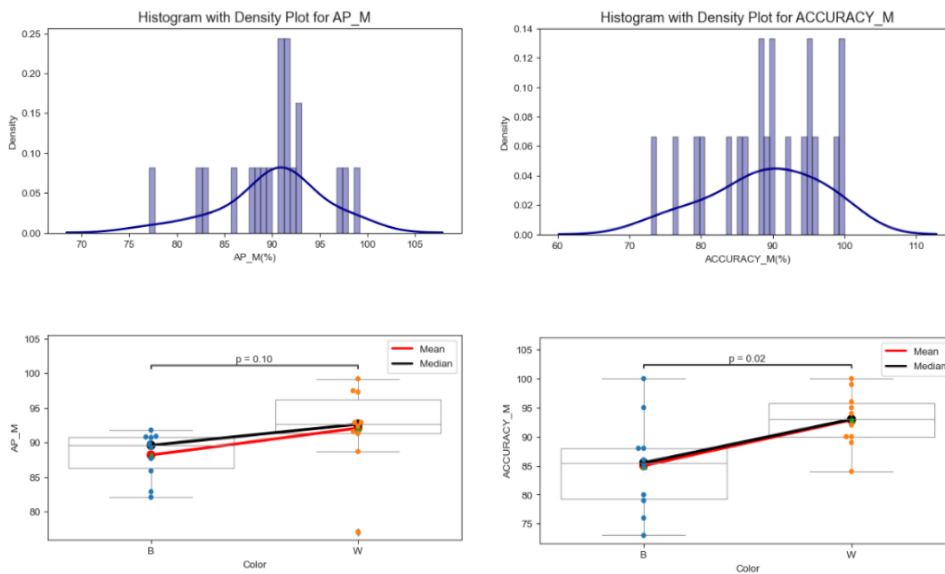 Histogram with Density Plot for AP_M
0.25
0.20
0.15
0.10
0.05
0.00
Density
70 75 80 85 90 95 100 105
AP_M(%)
Histogram with Density Plot for ACCURACY_M
0.14
0.12
0.10
0.08
0.06
0.04
0.02
0.00
Density
60 70 80 90 100 110
ACCURACY_M(%)
105
100
95
90
85
80
AP_M
p = 0.10
Mean
Median
B W
Color
105
100
95
90
85
80
75
ACCURACY_M
p = 0.02
Mean
Median
B W
Color